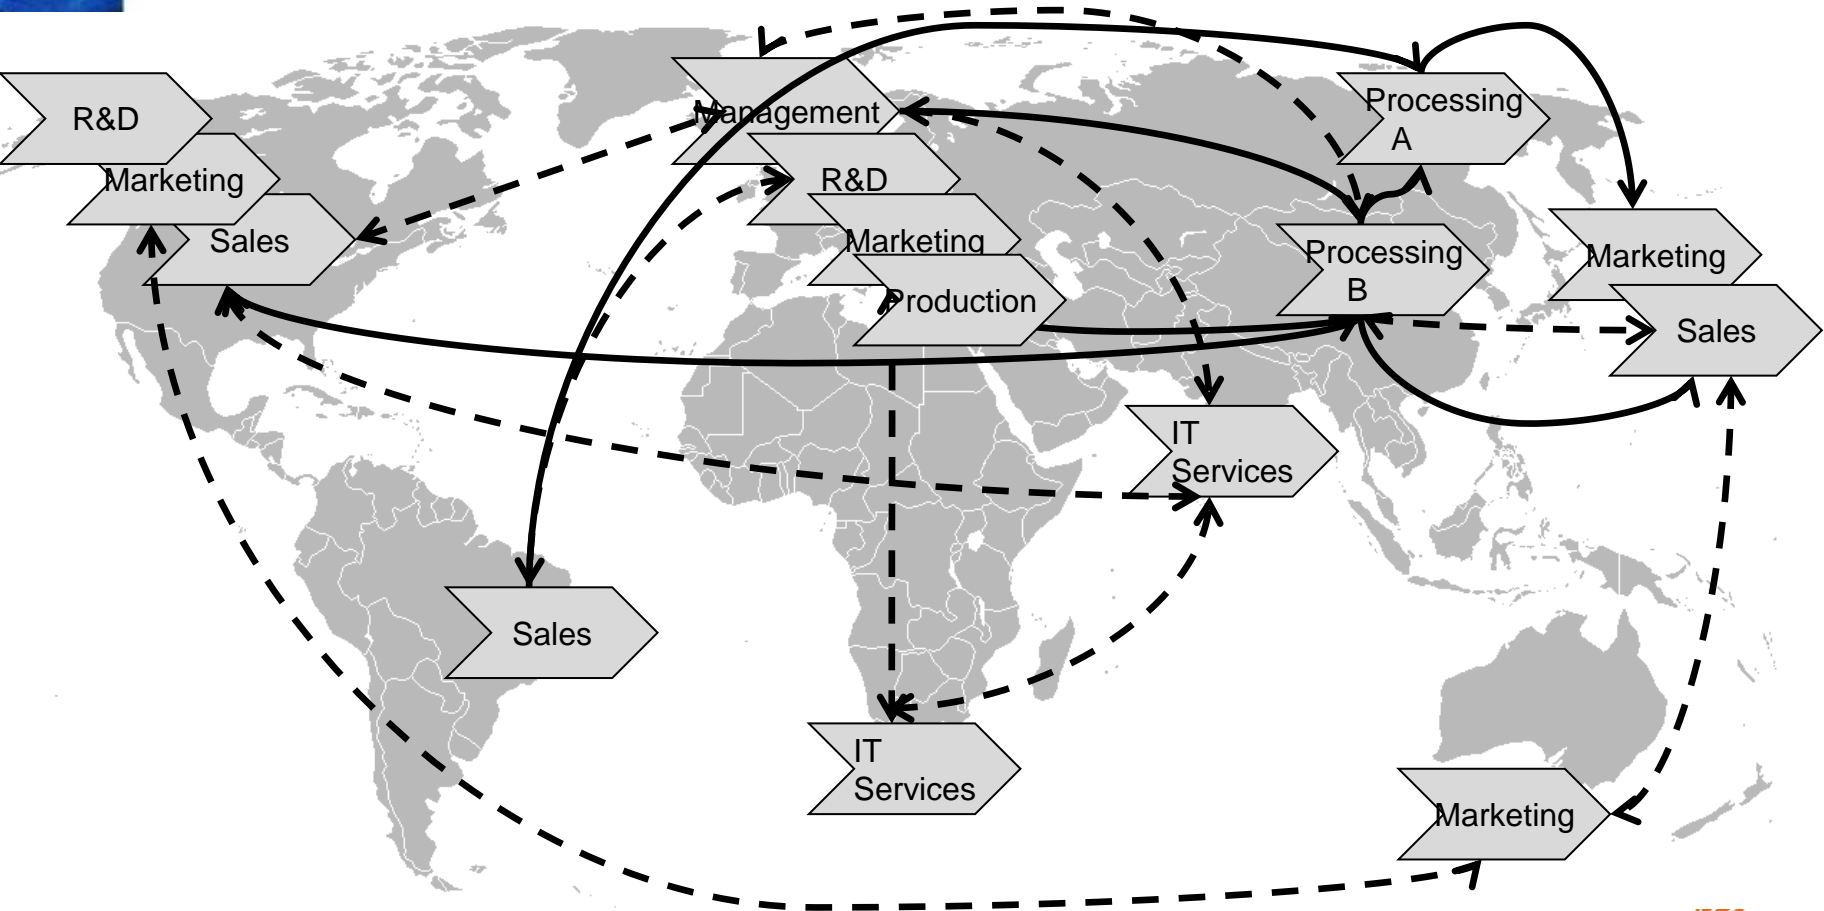 R&D
Marketing
Sales
Management
R&D
Marketing
Production
Processing
A
Processing
B
Marketing
Sales
IT
Services
Sales
IT
Services
Marketing